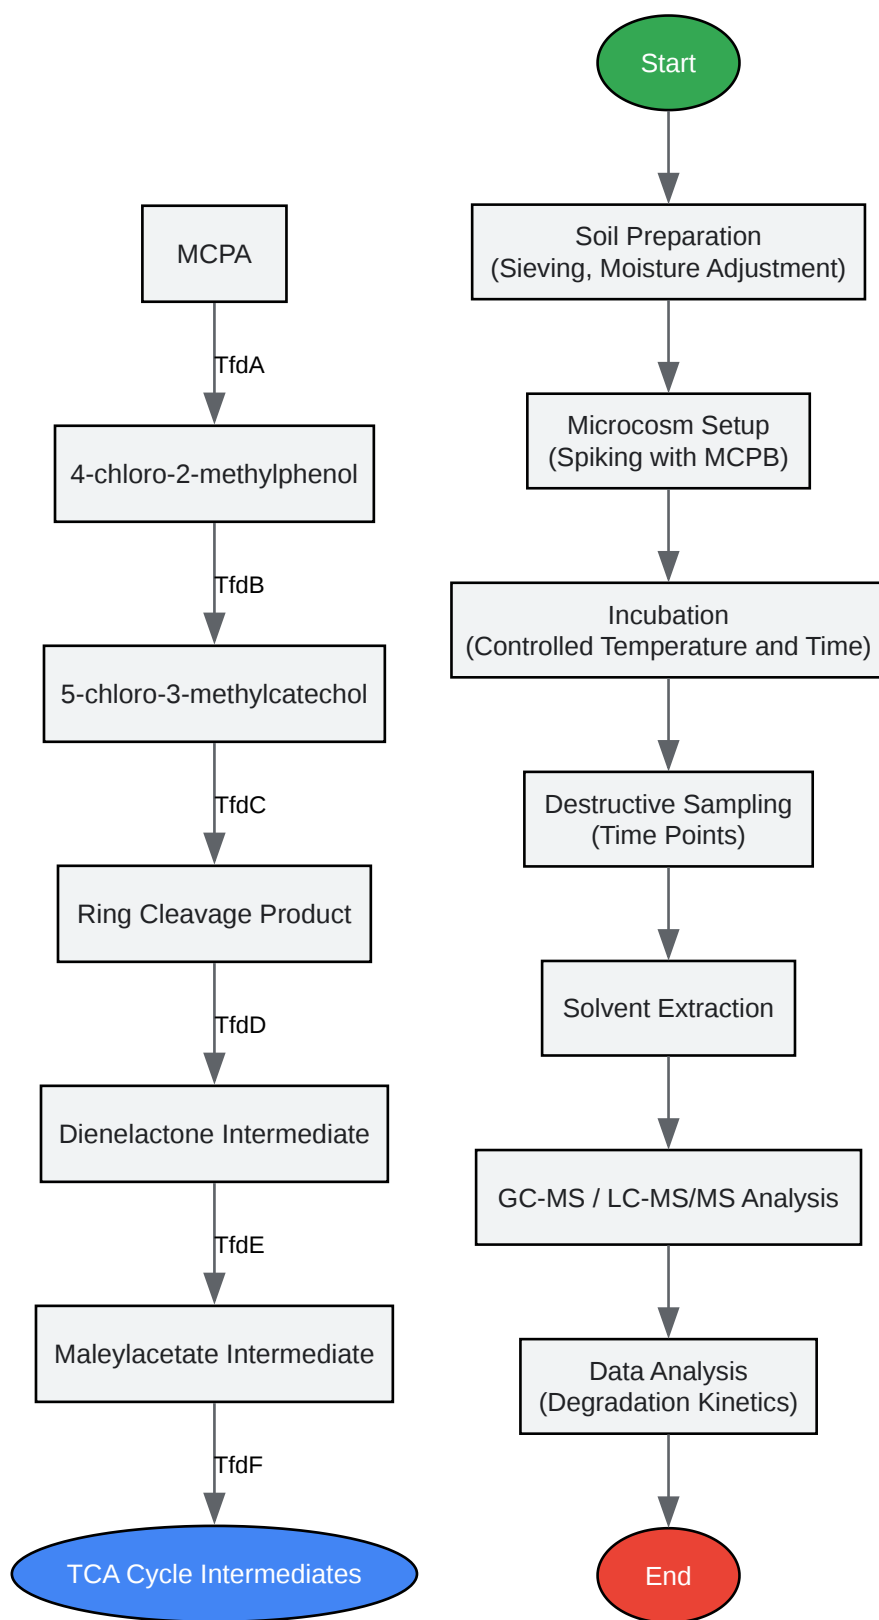 MCPA
TfdA
4-chloro-2-methylphenol
TfdB
5-chloro-3-methylcatechol
TfdC
Ring Cleavage Product
TfdD
Dienelactone Intermediate
TfdE
Maleylacetate Intermediate
TfdF
TCA Cycle Intermediates
Start
Soil Preparation
(Sieving, Moisture Adjustment)
Microcosm Setup
(Spiking with MCPB)
Incubation
(Controlled Temperature and Time)
Destructive Sampling
(Time Points)
Solvent Extraction
GC-MS / LC-MS/MS Analysis
Data Analysis
(Degradation Kinetics)
End